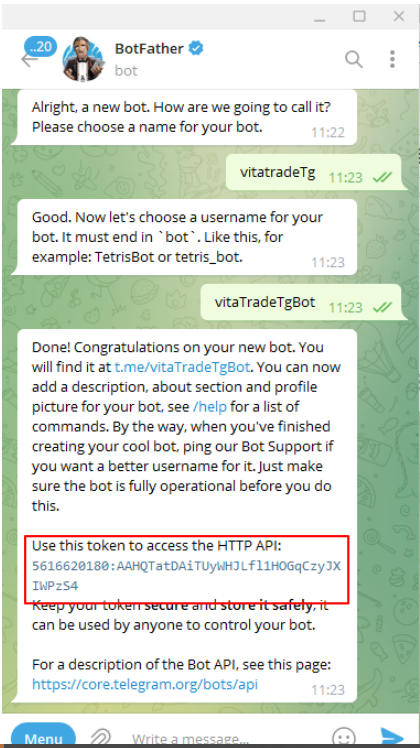 ..20
BotFather
bot
Alright, a new bot. How are we going to call it?
Please choose a name for your bot.
11:22
vitatradeTg
11:23
Good. Now let's choose a username for your
bot. It must end in `bot`. Like this, for
example: TetrisBot or tetris_bot.
11:23
vitaTradeTgBot
11:23
Done! Congratulations on your new bot. You
will find it at t.me/vitaTradeTgBot. You can now
add a description, about section and profile
picture for your bot, see /help for a list of
commands. By the way, when you've finished
creating your cool bot, ping our Bot Support if
you want a better username for it. Just make
sure the bot is fully operational before you do
this.
Use this token to access the HTTP API:
5616620180:AAHQTatDAiTUyWHJLfl1HOGqCzyJX
IWPzS4
Keep your token secure and store it safely, it
can be used by anyone to control your bot.
For a description of the Bot API, see this page:
https://core.telegram.org/bots/api
11:23
Menu
Write a message...